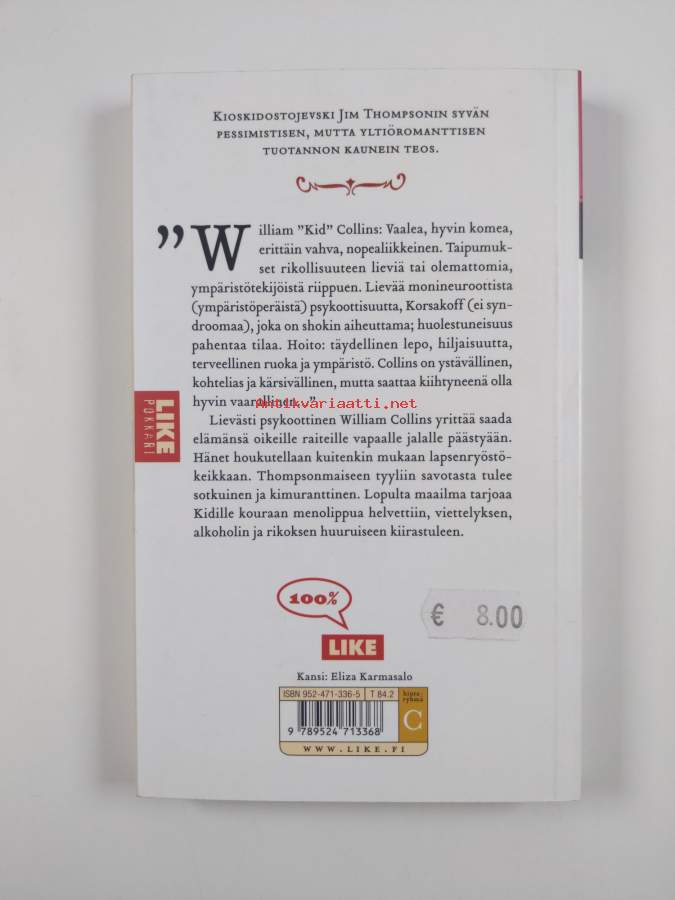 Kioskidostojevski Jim Thompsonin syvän
pessimistisen, mutta yltiöromanttisen
tuotannon kaunein teos.
”William ”Kid” Collins: Vaalea, hyvin komea,
erittäin vahva, nopealiikkeinen. Taipumuk-
set rikollisuuteen lieviä tai olemattomia,
ympäristötekijöistä riippuen. Lievää monineuroottista
(ympäristöperäistä) psykoottisuutta, Korsakoff (ei syn-
droomaa), joka on shokin aiheuttama; huolestuneisuus
pahentaa tilaa. Hoito: täydellinen lepo, hiljaisuutta,
terveellinen ruoka ja ympäristö. Collins on ystävällinen,
kohtelias ja kärsivällinen, mutta saattaa kiihtyneenä olla
hyvin vaarallinen...”
Antikvariaatti.net
Lievästi psykoottinen William Collins yrittää saada
elämänsä oikeille raiteille vapaalle jalalle päästyään.
Hänet houkutellaan kuitenkin mukaan lapsenryöstö-
keikkaan. Thompsonmaiseen tyyliin savotasta tulee
sotkuinen ja kimuranttinen. Lopulta maailma tarjoaa
Kidille kouraan menolippua helvettiin, viettelyksen,
alkoholin ja rikoksen huuruiseen kiirastuleen.
LIKE
POKKARI
100%
LIKE
€ 8.00
Kansi: Eliza Karmasalo
ISBN 952-471-336-5 T 84.2
hinta
ryhmä
C
9 789524 713368
WWW.LIKE.FI